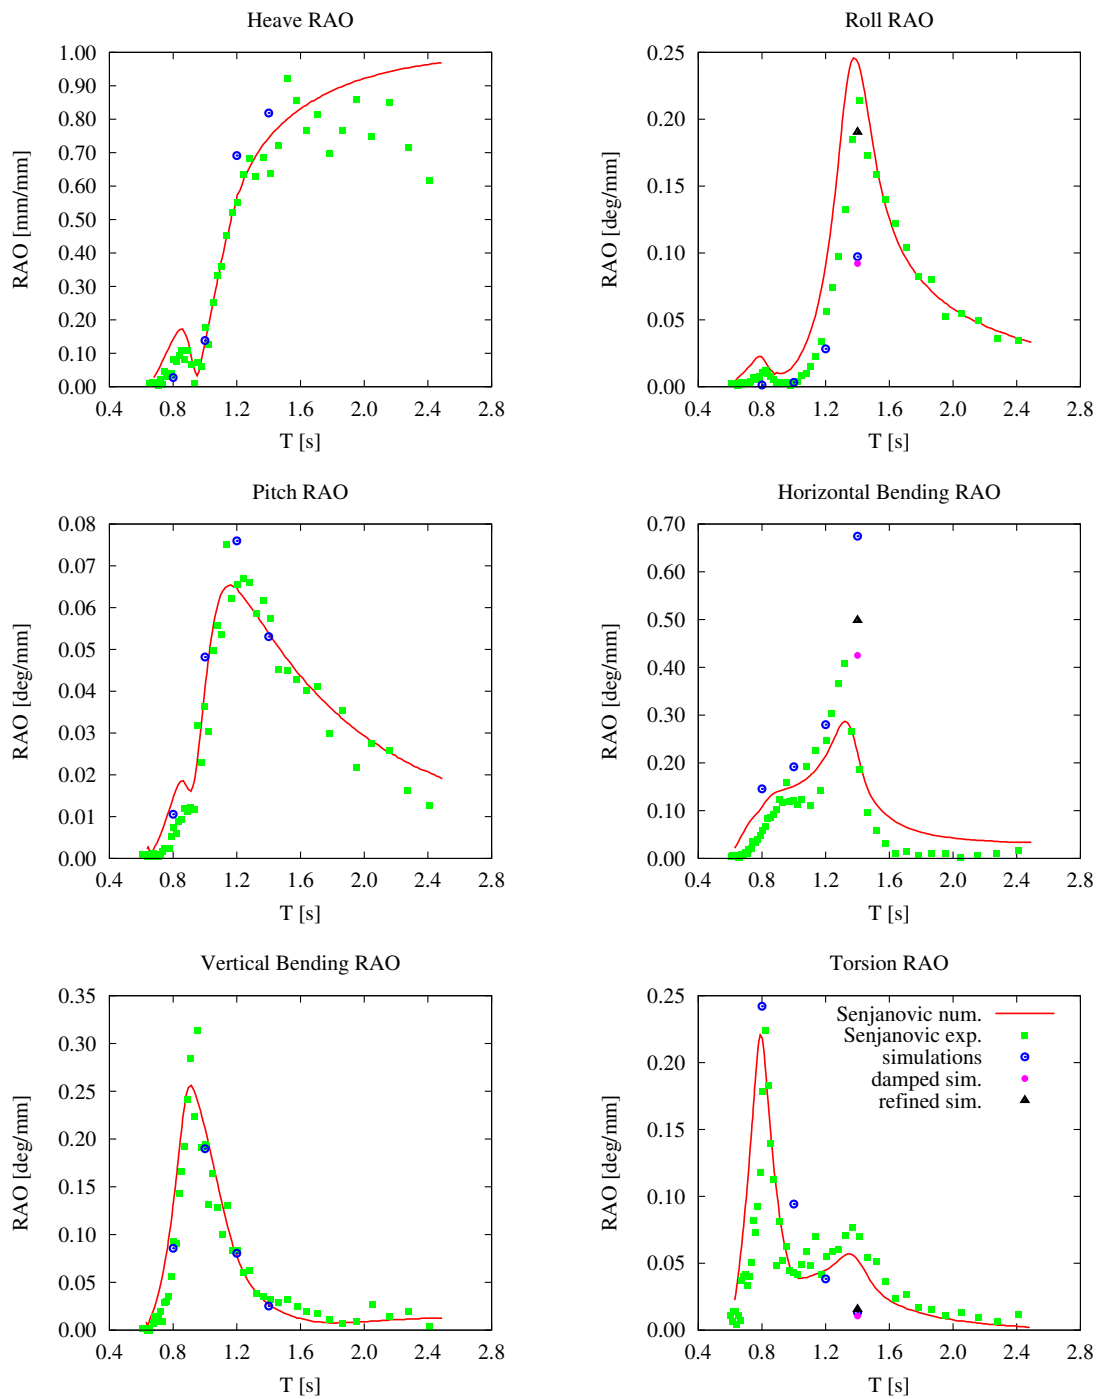 Heave RAO
1.00
0.90
0.80
0.70
0.60
0.50
0.40
0.30
0.20
0.10
0.00
RAO [mm/mm]
0.4 0.8 1.2 1.6 2.0 2.4 2.8
T [s]
Roll RAO
0.25
0.20
0.15
0.10
0.05
0.00
RAO [deg/mm]
0.4 0.8 1.2 1.6 2.0 2.4 2.8
T [s]
Pitch RAO
0.08
0.07
0.06
0.05
0.04
0.03
0.02
0.01
0.00
RAO [deg/mm]
0.4 0.8 1.2 1.6 2.0 2.4 2.8
T [s]
Horizontal Bending RAO
0.70
0.60
0.50
0.40
0.30
0.20
0.10
0.00
RAO [deg/mm]
0.4 0.8 1.2 1.6 2.0 2.4 2.8
T [s]
Vertical Bending RAO
0.35
0.30
0.25
0.20
0.15
0.10
0.05
0.00
RAO [deg/mm]
0.4 0.8 1.2 1.6 2.0 2.4 2.8
T [s]
Torsion RAO
0.25
0.20
0.15
0.10
0.05
0.00
RAO [deg/mm]
Senjanovic num.
Senjanovic exp.
simulations
damped sim.
refined sim.
0.4 0.8 1.2 1.6 2.0 2.4 2.8
T [s]